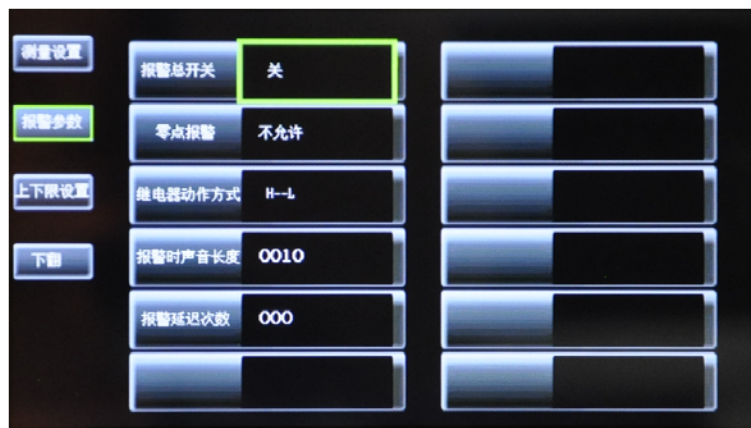 测量设置
报警参数
上下限设置
下翻
报警总开关 关
零点报警 不允许
继电器动作方式 H--L
报警时声音长度 0010
报警延迟次数 000